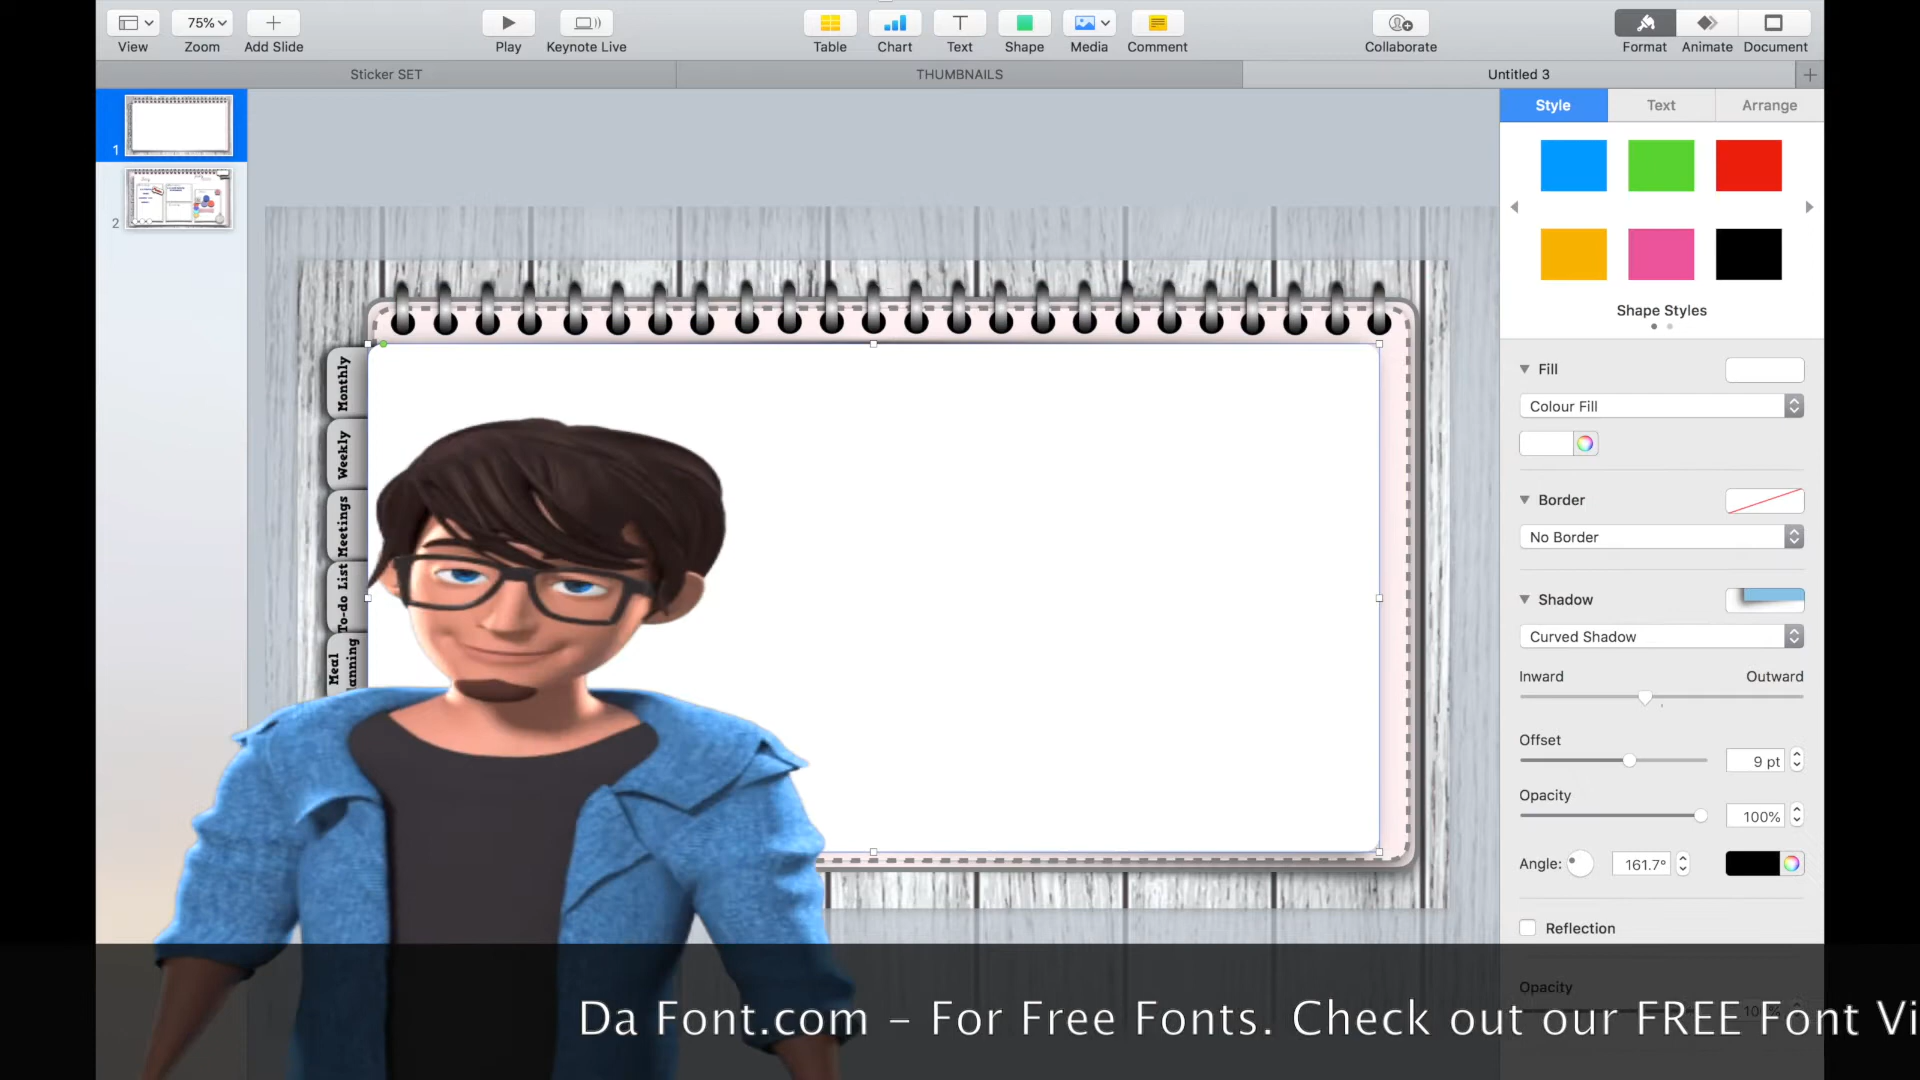 View
75%
Zoom
Add Slide
Play
Keynote Live
Table
Chart
Text
Shape
Media
Comment
Collaborate
Format
Animate
Document
Sticker SET
THUMBNAILS
Untitled 3
1
2
Style
Text
Arrange
Shape Styles
Fill
Colour Fill
Border
No Border
Shadow
Curved Shadow
Inward
Outward
Offset
9 pt
Opacity
100%
Angle:
161.7°
Reflection
Opacity
100%
Monthly
Weekly
Meetings
To-do List
Meal
anning
Da Font.com – For Free Fonts. Check out our FREE Font Vi